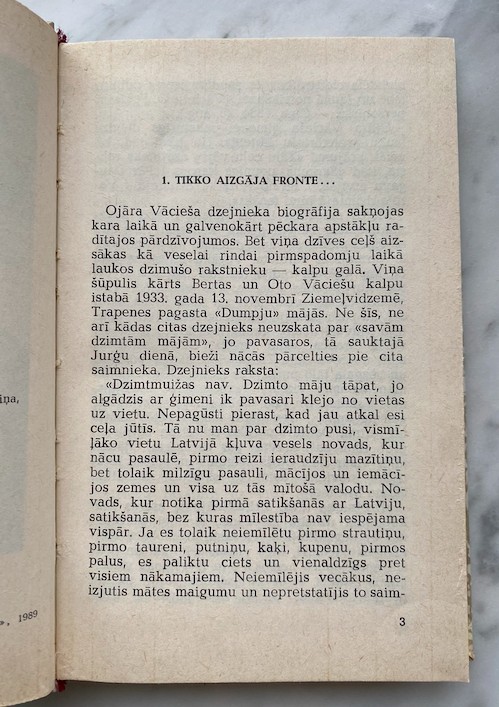 iņa,
», 1989
1. TIKKO AIZGĀJA FRONTE...
Ojāra Vācieša dzejnieka biogrāfija sakņojas
kara laikā un galvenokārt pēckara apstākļu ra-
dītajos pārdzīvojumos. Bet viņa dzīves ceļš aiz-
sākas kā veselai rindai pirmspadomju laikā
laukos dzimušo rakstnieku — kalpu galā. Viņa
šūpulis kārts Bertas un Oto Vāciešu kalpu
istabā 1933. gada 13. novembrī Ziemeļvidzemē,
Trapenes pagasta «Dumpju» mājās. Ne šīs, ne
arī kādas citas dzejnieks neuzskata par «savām
dzimtām mājām», jo pavasaros, tā sauktajā
Jurģu dienā, bieži nācās pārcelties pie cita
saimnieka. Dzejnieks raksta:
«Dzimtmuižas nav. Dzimto māju tāpat, jo
algādzis ar ģimeni ik pavasari klejo no vietas
uz vietu. Nepagūsti pierast, kad jau atkal esi
ceļa jūtīs. Tā nu man par dzimto pusi, vismī-
ļāko vietu Latvijā kļuva vesels novads, kur
nācu pasaulē, pirmo reizi ieraudzīju mazītiņu,
bet tolaik milzīgu pasauli, mācījos un iemācī-
jos zemes un visa uz tās mītošā valodu. No-
vads, kur notika pirmā satikšanās ar Latviju,
satikšanās, bez kuras mīlestība nav iespējama
vispār. Ja es tolaik neiemīlētu pirmo strautiņu,
pirmo taureni, putniņu, kaķi, kupenu, pirmos
palus, es paliktu ciets un vienaldzīgs pret
visiem nākamajiem. Neiemīlējis vecākus, ne-
izjutis mātes maigumu un nepretstatījis to saim-
3